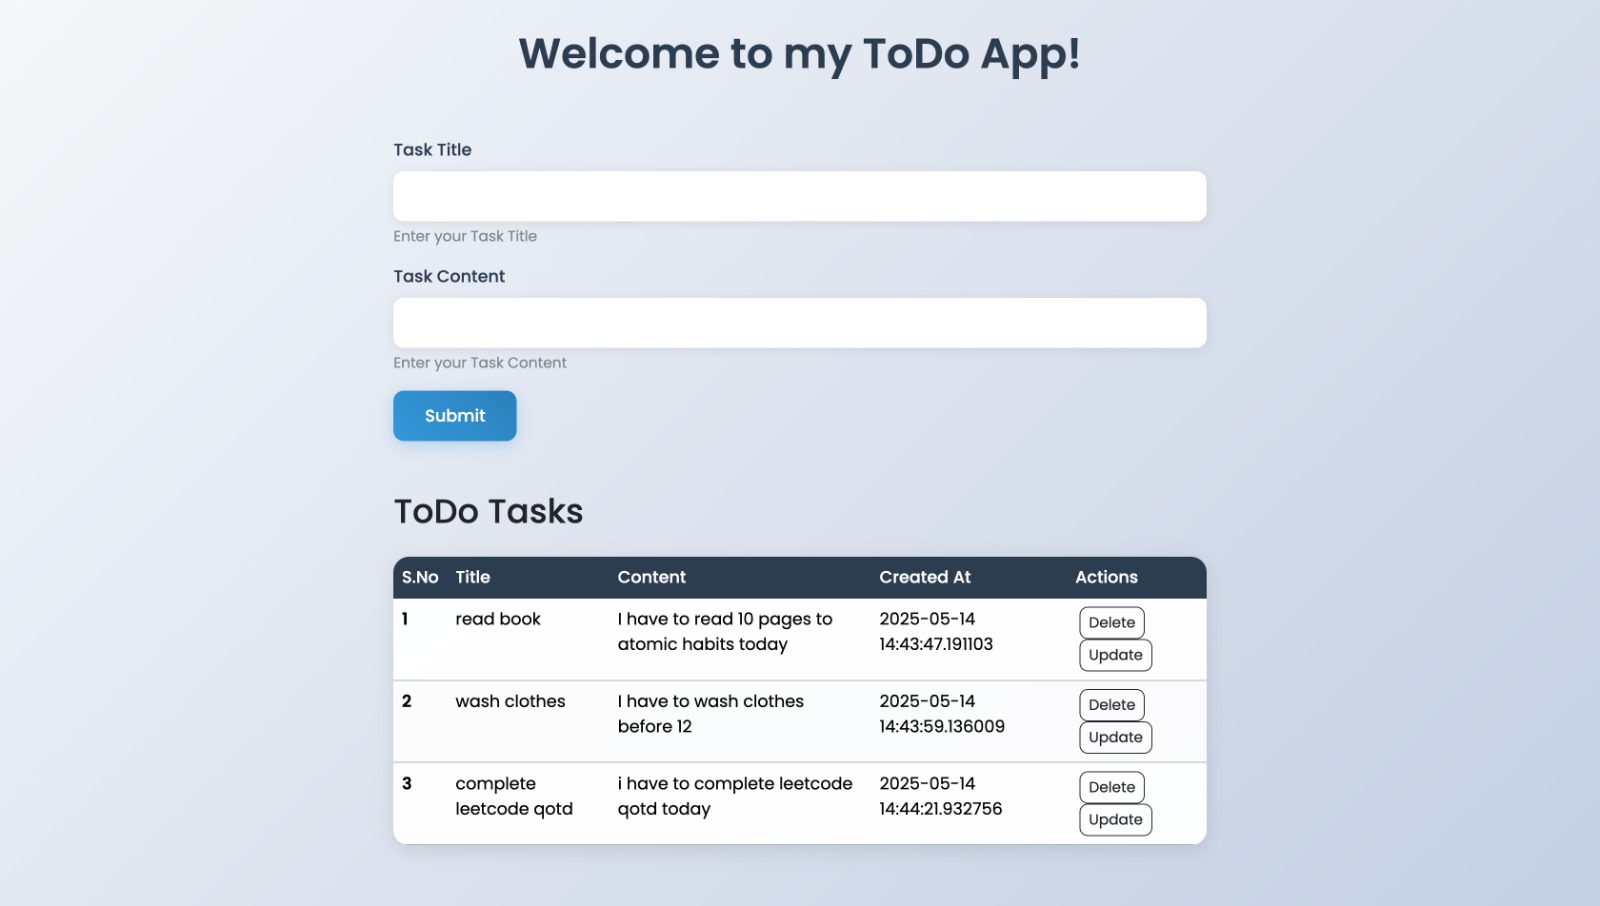 Welcome to my ToDo App!
Task Title
Enter your Task Title
Task Content
Enter your Task Content
Submit
ToDo Tasks
S.No Title Content Created At Actions
1 read book I have to read 10 pages to 2025-05-14 Delete
atomic habits today 14:43:47.191103 Update
2 wash clothes I have to wash clothes 2025-05-14 Delete
before 12 14:43:59.136009 Update
3 complete i have to complete leetcode 2025-05-14 Delete
leetcode qotd qotd today 14:44:21.932756 Update